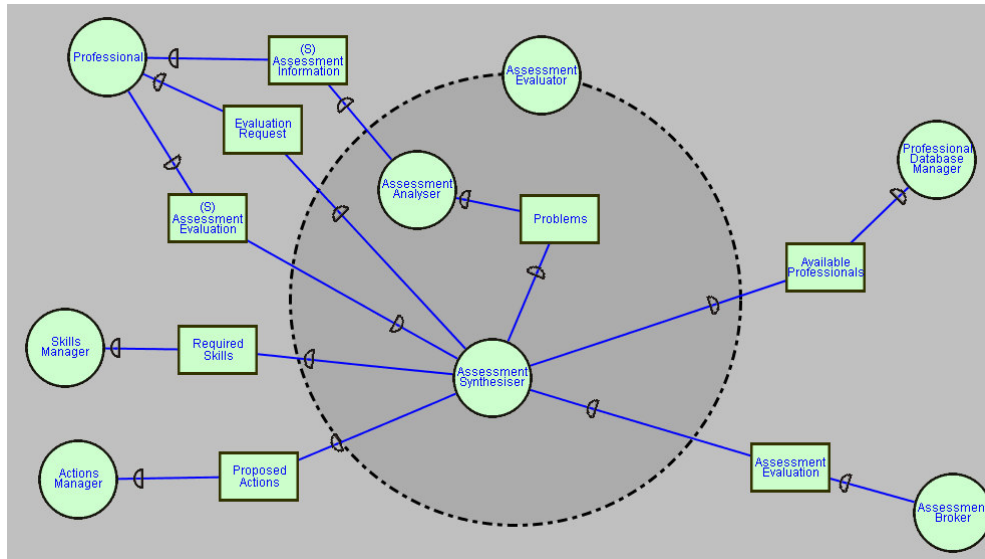 Professional
(S)
Assessment
Information
Assessment
Evaluator
Evaluation
Request
Professional
Database
Manager
Assessment
Analyser
(S)
Assessment
Evaluation
Problems
Available
Professionals
Skills
Manager
Required
Skills
Assessment
Synthesiser
Actions
Manager
Proposed
Actions
Assessment
Evaluation
Assessment
Broker